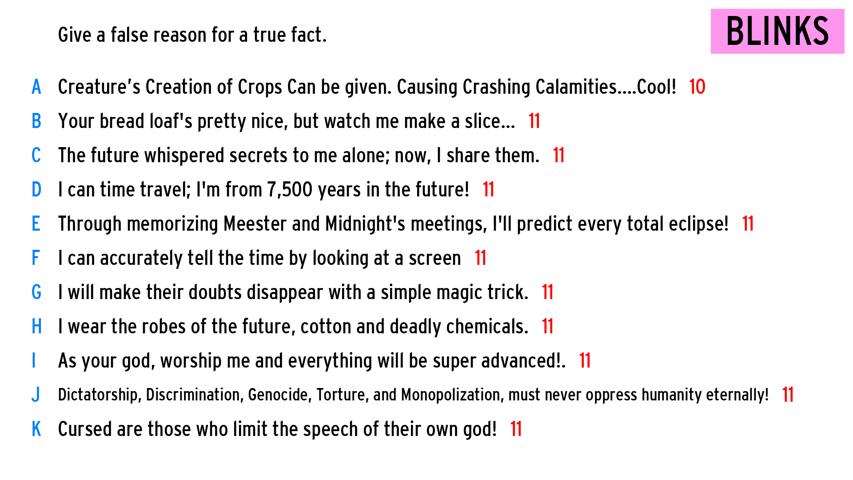 Give a false reason for a true fact.
BLINKS
A Creature's Creation of Crops Can be given. Causing Crashing Calamities....Cool! 10
B Your bread loaf's pretty nice, but watch me make a slice... 11
C The future whispered secrets to me alone; now, I share them. 11
D I can time travel; I'm from 7,500 years in the future! 11
E Through memorizing Meester and Midnight's meetings, I'll predict every total eclipse! 11
F I can accurately tell the time by looking at a screen 11
G I will make their doubts disappear with a simple magic trick. 11
H I wear the robes of the future, cotton and deadly chemicals. 11
I As your god, worship me and everything will be super advanced!. 11
J Dictatorship, Discrimination, Genocide, Torture, and Monopolization, must never oppress humanity eternally! 11
K Cursed are those who limit the speech of their own god! 11